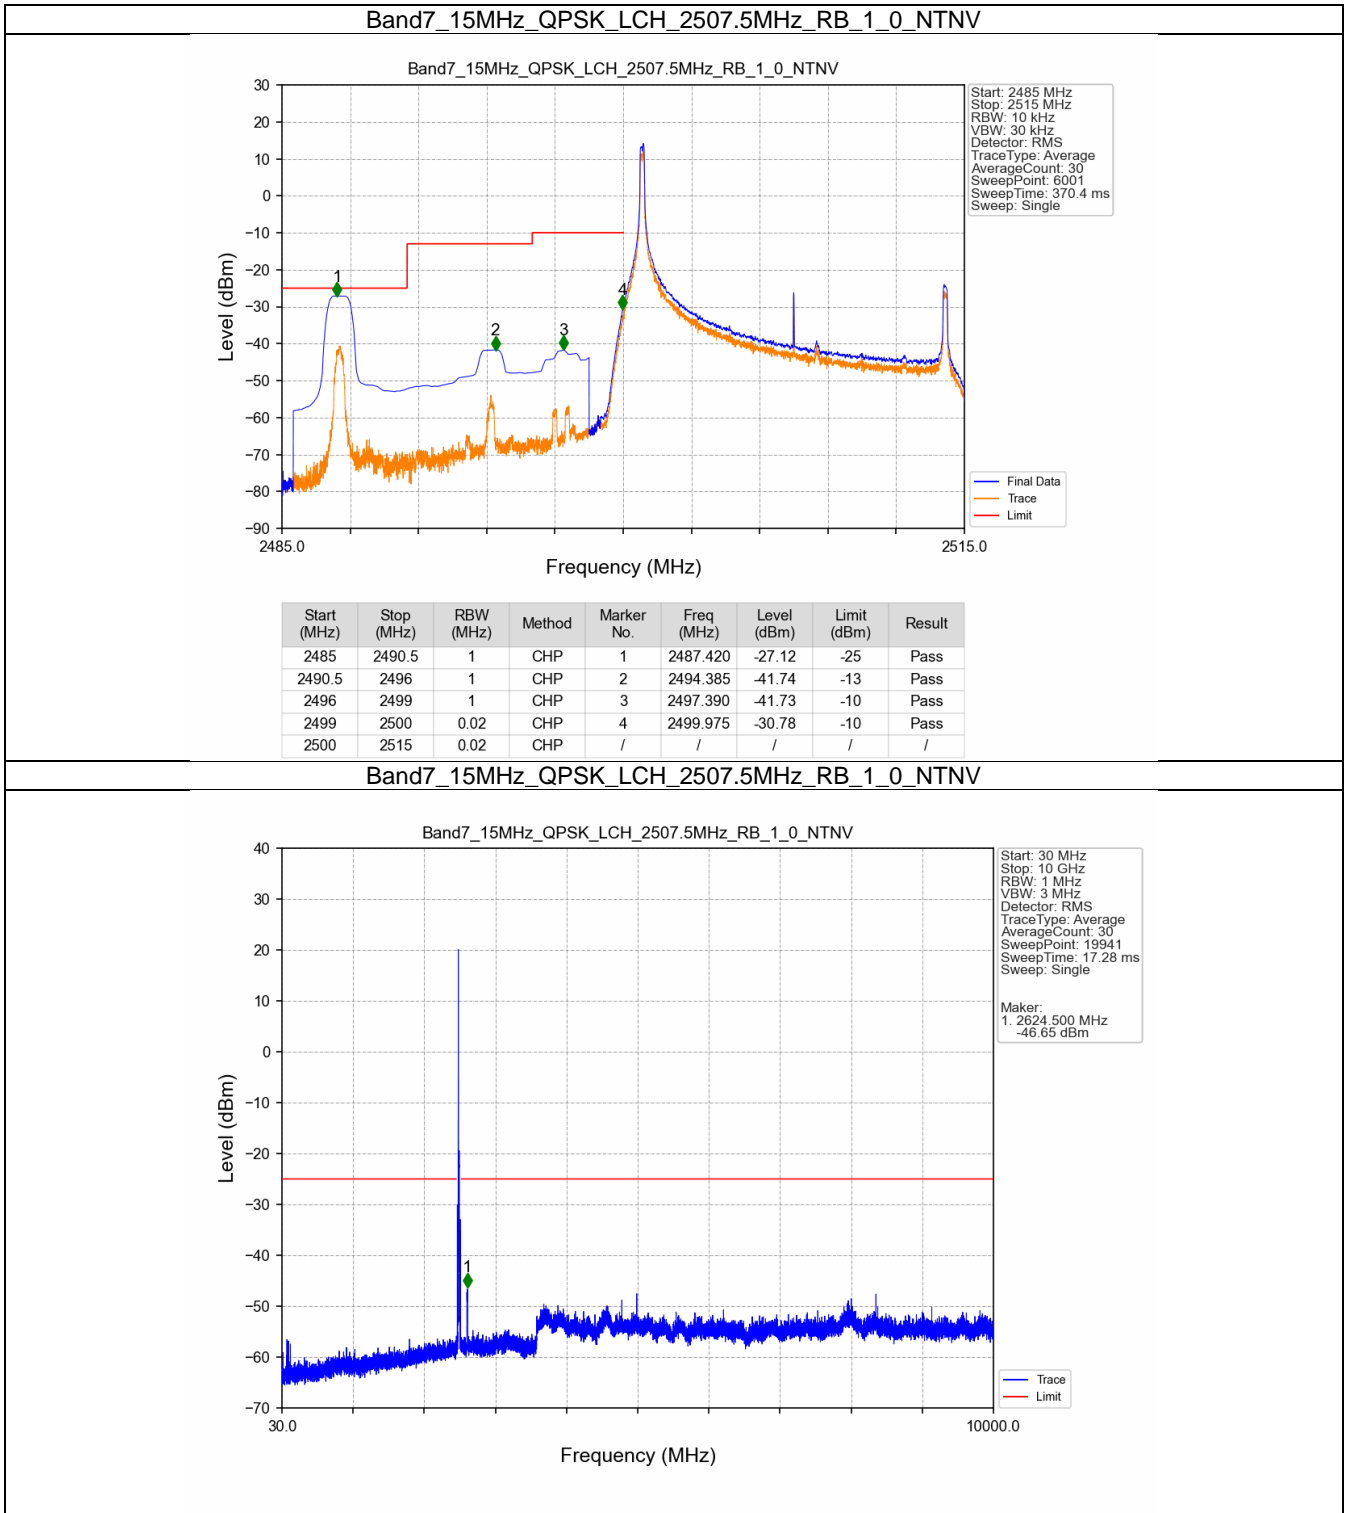 Band7_15MHz_QPSK_LCH_2507.5MHz_RB_1_0_NTNV
Band7_15MHz_QPSK_LCH_2507.5MHz_RB_1_0_NTNV
Start: 2485 MHz
Stop: 2515 MHz
RBW: 10 kHz
VBW: 30 kHz
Detector: RMS
TraceType: Average
AverageCount: 30
SweepPoint: 6001
SweepTime: 370.4 ms
Sweep: Single
30
20
10
0
−10
−20
−30
−40
−50
−60
−70
−80
−90
Level (dBm)
1
2
3
4
Final Data
Trace
Limit
2485.0 2515.0
Frequency (MHz)
Start (MHz) Stop (MHz) RBW (MHz) Method Marker No. Freq (MHz) Level (dBm) Limit (dBm) Result
2485 2490.5 1 CHP 1 2487.420 -27.12 -25 Pass
2490.5 2496 1 CHP 2 2494.385 -41.74 -13 Pass
2496 2499 1 CHP 3 2497.390 -41.73 -10 Pass
2499 2500 0.02 CHP 4 2499.975 -30.78 -10 Pass
2500 2515 0.02 CHP / / / / /
Band7_15MHz_QPSK_LCH_2507.5MHz_RB_1_0_NTNV
Band7_15MHz_QPSK_LCH_2507.5MHz_RB_1_0_NTNV
Start: 30 MHz
Stop: 10 GHz
RBW: 1 MHz
VBW: 3 MHz
Detector: RMS
TraceType: Average
AverageCount: 30
SweepPoint: 19941
SweepTime: 17.28 ms
Sweep: Single
Maker:
1. 2624.500 MHz
-46.65 dBm
40
30
20
10
0
−10
−20
−30
−40
−50
−60
−70
Level (dBm)
1
Trace
Limit
30.0 10000.0
Frequency (MHz)